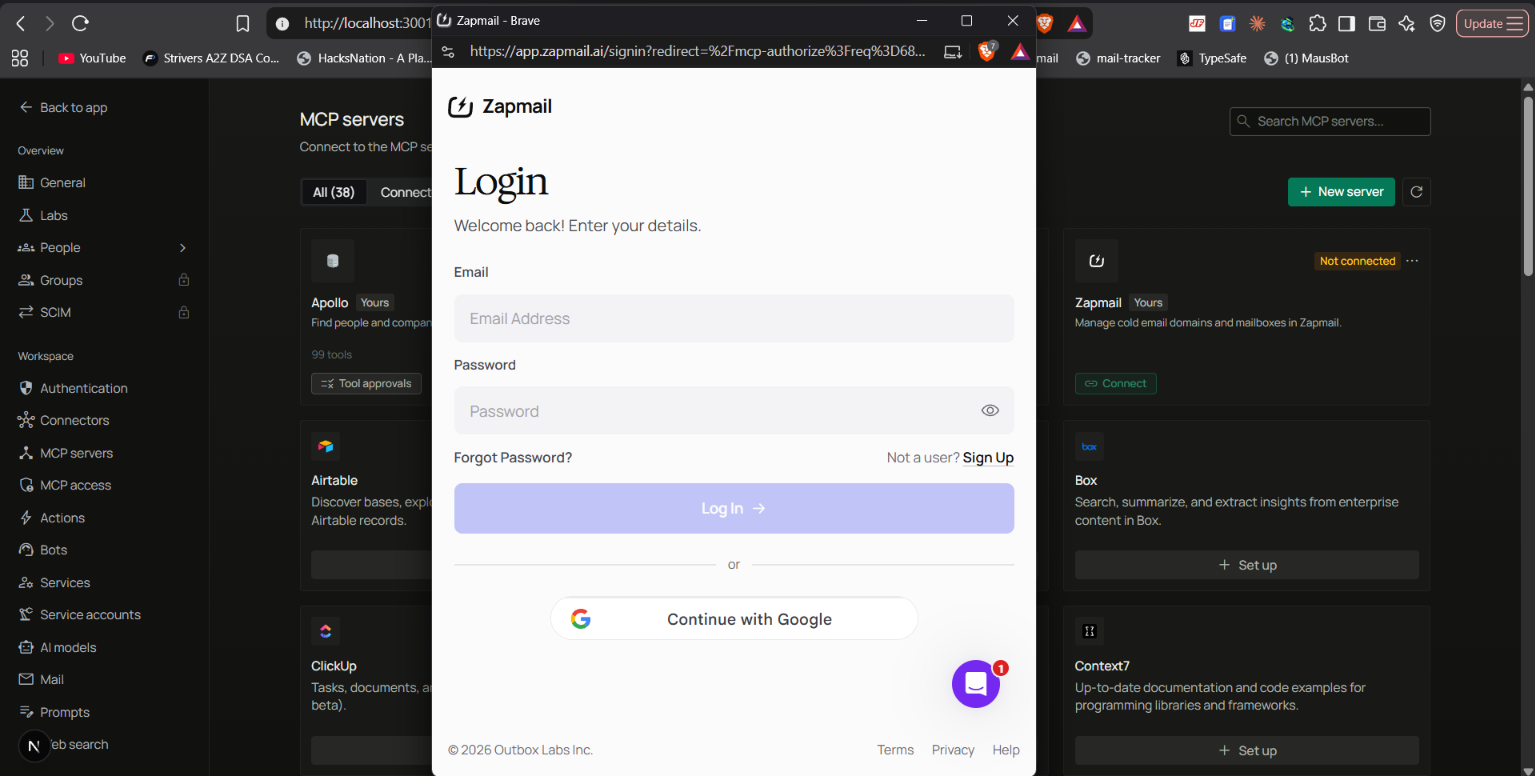 Zapmail - Brave
http://localhost:3001
https://app.zapmail.ai/signin?redirect=%2Fmcp-authorize%3Freq%3D68...
7
Update
YouTube
Strivers A2Z DSA Co...
HacksNation - A Pla...
mail
mail-tracker
TypeSafe
(1) MausBot
Back to app
Overview
General
Labs
People
Groups
SCIM
Workspace
Authentication
Connectors
MCP servers
MCP access
Actions
Bots
Services
Service accounts
AI models
Mail
Prompts
eb search
N
MCP servers
Connect to the MCP se
Search MCP servers...
All (38)
Connect
+ New server
Apollo Yours
Find people and compan
99 tools
Tool approvals
Airtable
Discover bases, explo
Airtable records.
ClickUp
Tasks, documents, a
beta).
Zapmail
Login
Welcome back! Enter your details.
Email
Email Address
Password
Password
Forgot Password?
Not a user? Sign Up
Log In →
or
Continue with Google
1
© 2026 Outbox Labs Inc.
Terms
Privacy
Help
Not connected
Zapmail Yours
Manage cold email domains and mailboxes in Zapmail.
Connect
box
Box
Search, summarize, and extract insights from enterprise
content in Box.
+ Set up
Context7
Up-to-date documentation and code examples for
programming libraries and frameworks.
+ Set up